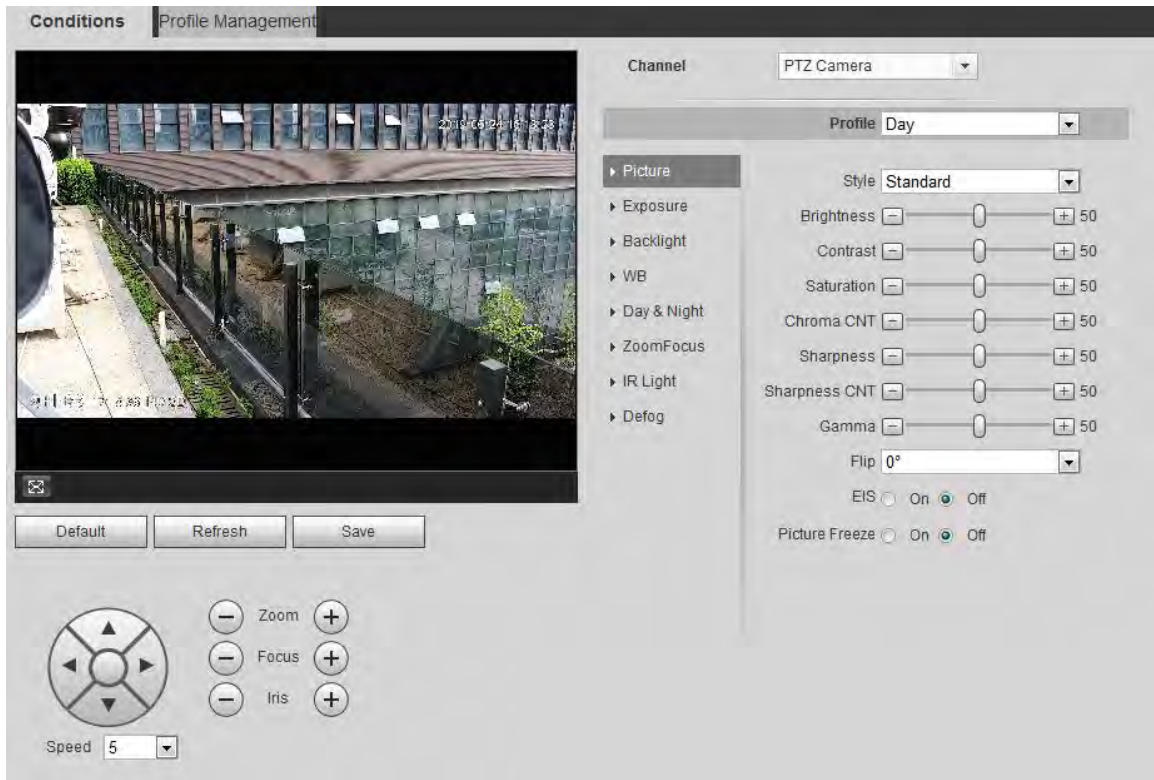 Conditions
Profile Management
Channel
PTZ Camera
Profile
Day
Picture
Exposure
Backlight
WB
Day & Night
ZoomFocus
IR Light
Defog
Style
Standard
Brightness
50
Contrast
50
Saturation
50
Chroma CNT
50
Sharpness
50
Sharpness CNT
50
Gamma
50
Flip
0°
EIS
On
Off
Picture Freeze
On
Off
Default
Refresh
Save
Zoom
Focus
Iris
Speed
5